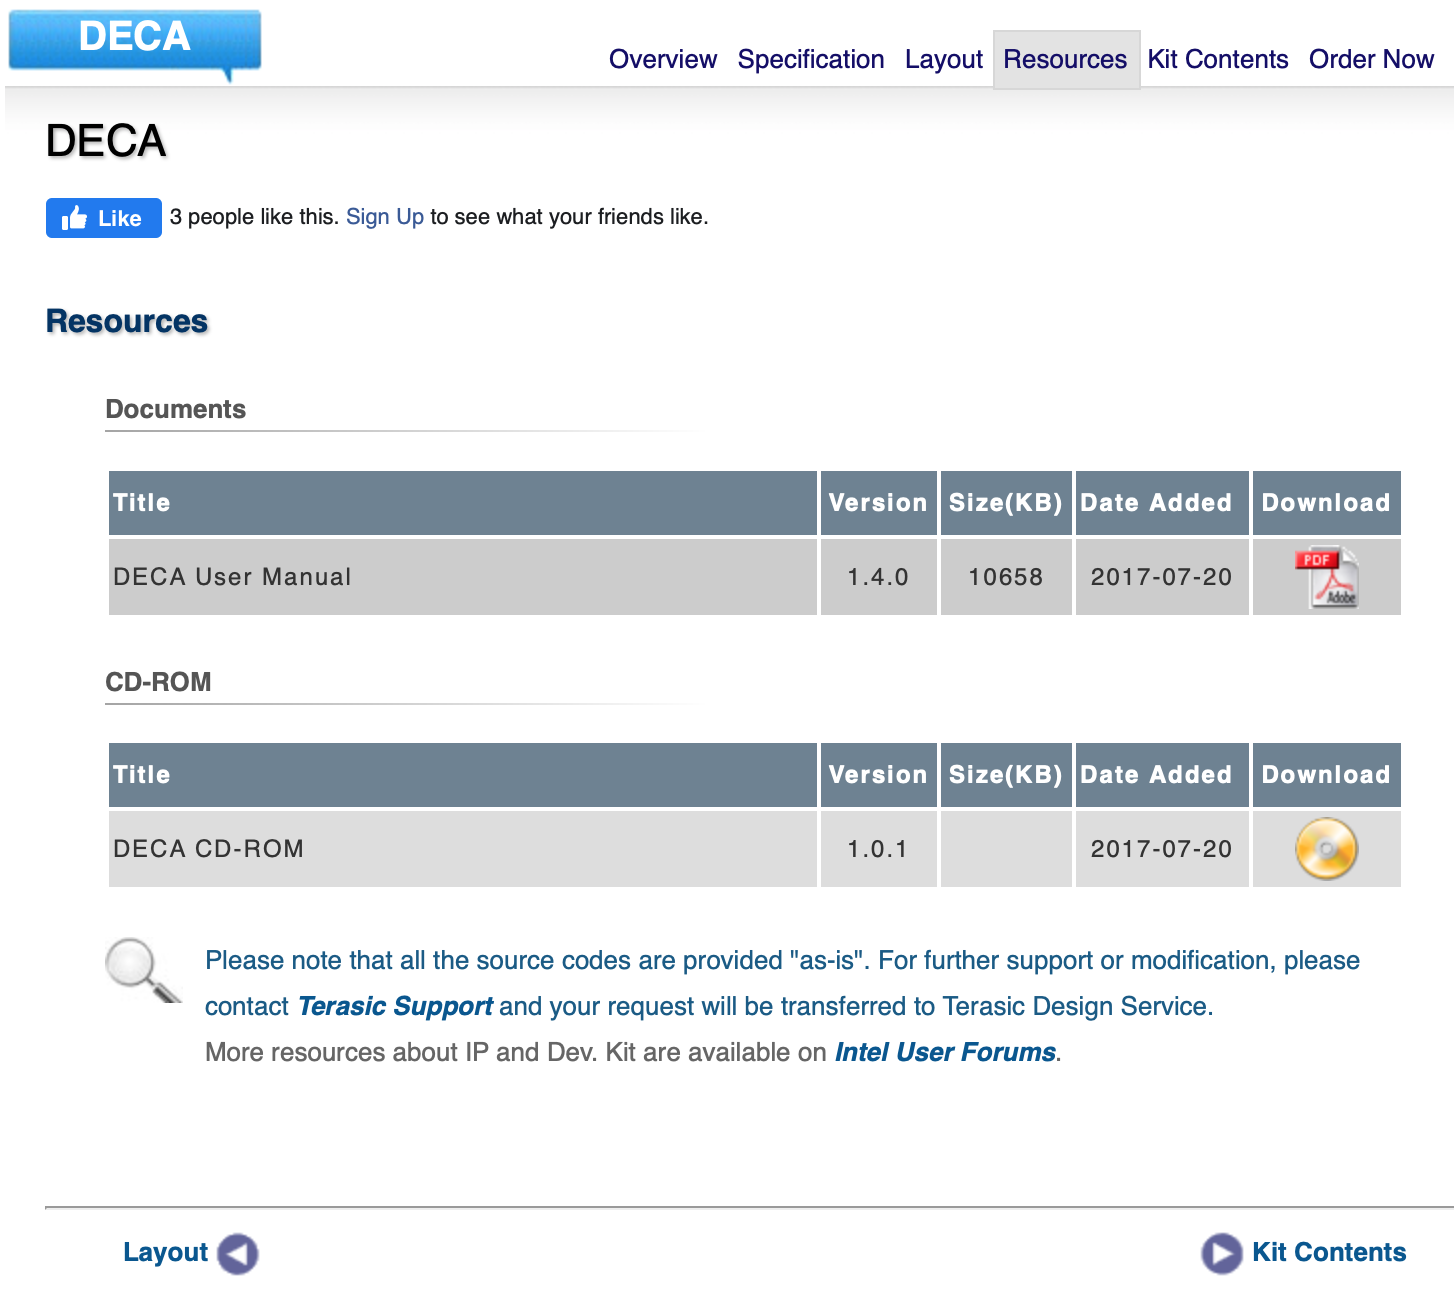 DECA
Overview Specification Layout Resources Kit Contents Order Now
DECA
Like 3 people like this. Sign Up to see what your friends like.
Resources
Documents
Title Version Size(KB) Date Added Download
DECA User Manual 1.4.0 10658 2017-07-20 PDF Adobe
CD-ROM
Title Version Size(KB) Date Added Download
DECA CD-ROM 1.0.1 2017-07-20
Please note that all the source codes are provided "as-is". For further support or modification, please
contact Terasic Support and your request will be transferred to Terasic Design Service.
More resources about IP and Dev. Kit are available on Intel User Forums.
Layout Kit Contents